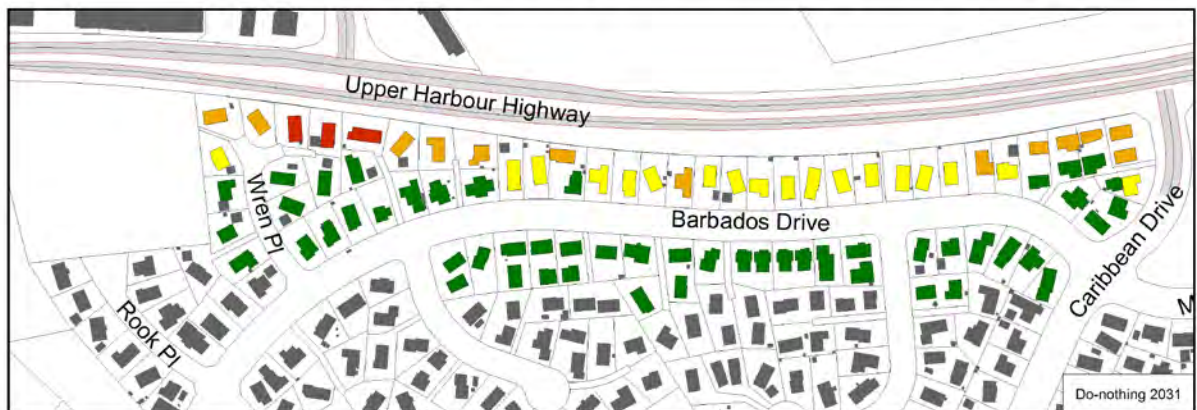 Upper Harbour Highway
Wren Pl
Barbados Drive
Caribbean Drive
Rook Pl
M
Do-nothing 2031